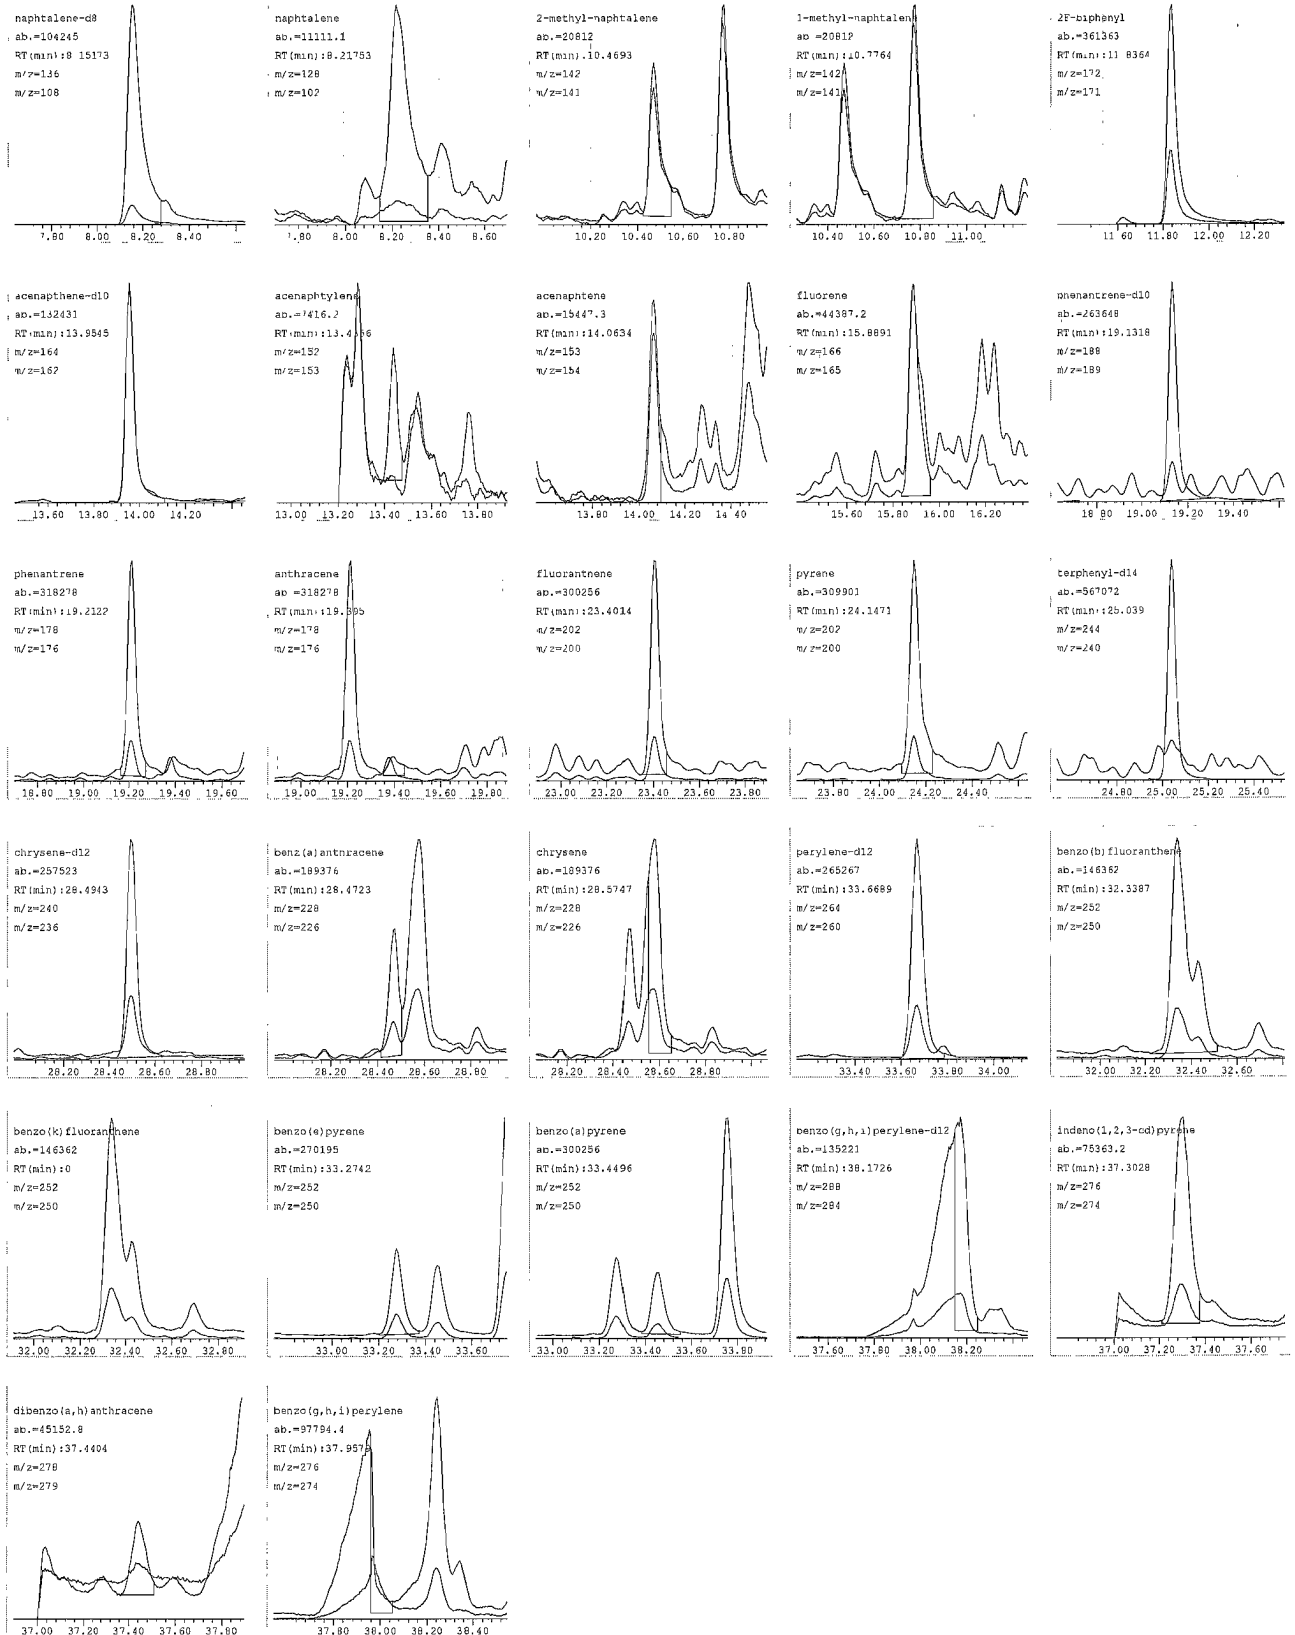 naphtalene-d8
ab.=104245
RT(min):8 15173
m/z=136
m/z=108
7.80 8.00 8.20 8.40
naphtalene
ab.=11111.1
RT(min):8.21753
m/z=128
m/z=102
7.80 8.00 8.20 8.40 8.60
2-methyl-naphtalene
ab.=20812
RT(min).10.4693
m/z=142
m/z=141
10.20 10.40 10.60 10.80
1-methyl-naphtalene
ab =20812
RT(min):10.7764
m/z=142
m/z=141
10.40 10.60 10.80 11.00
2F-biphenyl
ab.=361363
RT(min):11 8364
m/z=172
m/z=171
11 60 11.80 12.00 12.20
acenapthene-d10
ab.=132431
RT(min):13.9545
m/z=164
m/z=162
13.60 13.80 14.00 14.20
acenaphtylene
m/z=152
m/z=153
13.00 13.20 13.40 13.60 13.80
acenaphtene
ab.=15447.3
RT(min):14.0634
m/z=153
m/z=154
13.80 14.00 14.20 14 40
fluorene
ab.=44387.2
RT(min):15.8891
m/z=166
m/z=165
15.60 15.80 16.00 16.20
phenantrene-d10
ab.=263648
RT(min):19.1318
m/z=188
m/z=189
18 80 19.00 19.20 19.40
phenantrene
ab.=318278
RT(min):19.2122
m/z=178
m/z=176
18.80 19.00 19.20 19.40 19.60
anthracene
ab =318278
RT(min):19.395
m/z=178
m/z=176
19.00 19.20 19.40 19.60 19.80
fluorantnene
ab.=300256
RT(min):23.4014
m/z=202
m/z=200
23.00 23.20 23.40 23.60 23.80
pyrene
ab.=309901
RT(min):24.1471
m/z=202
m/z=200
23.80 24.00 24.20 24.40
terphenyl-d14
ab.=567072
RT(min):25.039
m/z=244
m/z=240
24.80 25.00 25.20 25.40
chrysene-d12
ab.=257523
RT(min):28.4943
m/z=240
m/z=236
28.20 28.40 28.60 28.80
benz(a)antnracene
ab.=189376
RT(min):28.4723
m/z=228
m/z=226
28.20 28.40 28.60 28.80
chrysene
ab.=189376
RT(min):28.5747
m/z=228
m/z=226
28.20 28.40 28.60 28.80
perylene-d12
ab.=265267
RT(min):33.6689
m/z=264
m/z=260
33.40 33.60 33.80 34.00
benzo(b)fluoranthene
ab.=146362
RT(min):32.3387
m/z=252
m/z=250
32.00 32.20 32.40 32.60
benzo(k)fluoranthene
ab.=146362
RT(min):0
m/z=252
m/z=250
32.00 32.20 32.40 32.60 32.80
benzo(e)pyrene
ab.=270195
RT(min):33.2742
m/z=252
m/z=250
33.00 33.20 33.40 33.60
benzo(a)pyrene
ab.=300256
RT(min):33.4496
m/z=252
m/z=250
33.20 33.40 33.60 33.80
benzo(g,h,i)perylene-d12
ab.=135221
RT(min):38.1726
m/z=288
m/z=284
37.60 37.80 38.00 38.20 38.40
indeno(1,2,3-cd)pyrene
ab.=75363.2
RT(min):37.3028
m/z=276
m/z=274
37.00 37.20 37.40 37.60
dibenzo(a,h)anthracene
ab.=45152.8
RT(min):37.4404
m/z=278
m/z=279
37.00 37.20 37.40 37.60 37.80
benzo(g,h,i)perylene
ab.=97794.4
m/z=276
m/z=274
37.80 38.00 38.20 38.40